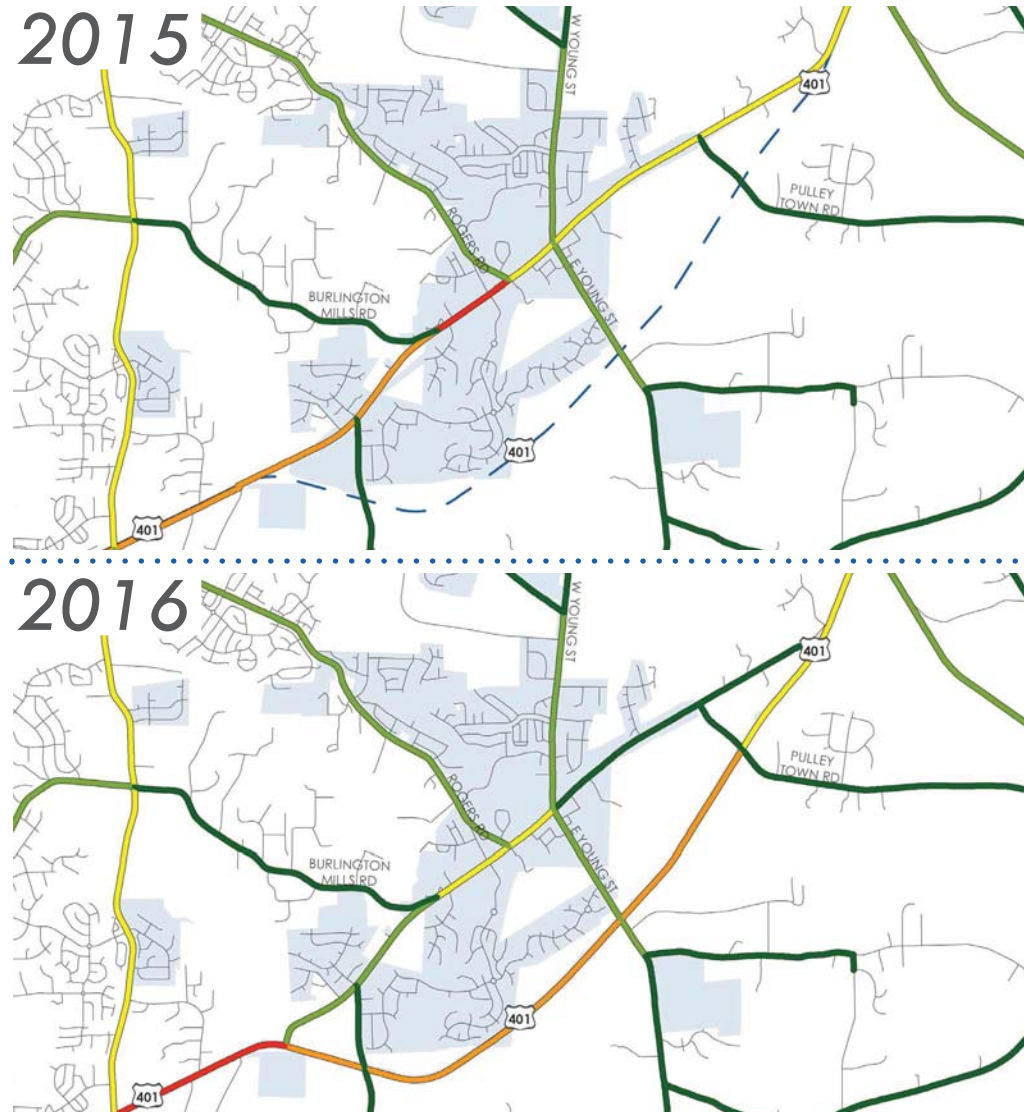 2015
W YOUNG ST
401
PULLEY
TOWN RD
ROGERS RD
E YOUNG ST
BURLINGTON
MILLS RD
401
401
2016
W YOUNG ST
401
PULLEY
TOWN RD
ROGERS RD
BURLINGTON
MILLS RD
E YOUNG ST
401
401